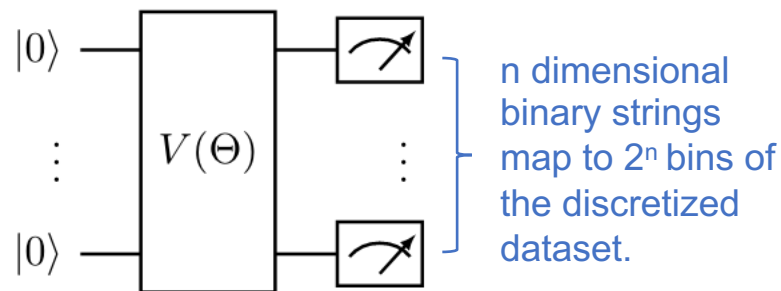 |0⟩
⋮
|0⟩
V(Θ)
⋮
n dimensional
binary strings
map to 2ⁿ bins of
the discretized
dataset.